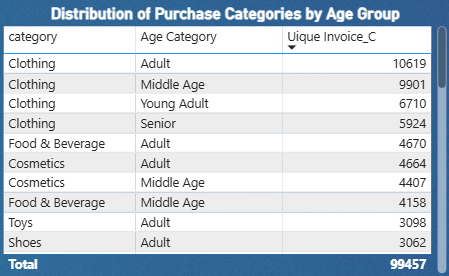 Distribution of Purchase Categories by Age Group
category Age Category Uique Invoice_C
Clothing Adult 10619
Clothing Middle Age 9901
Clothing Young Adult 6710
Clothing Senior 5924
Food & Beverage Adult 4670
Cosmetics Adult 4664
Cosmetics Middle Age 4407
Food & Beverage Middle Age 4158
Toys Adult 3098
Shoes Adult 3062
Total 99457